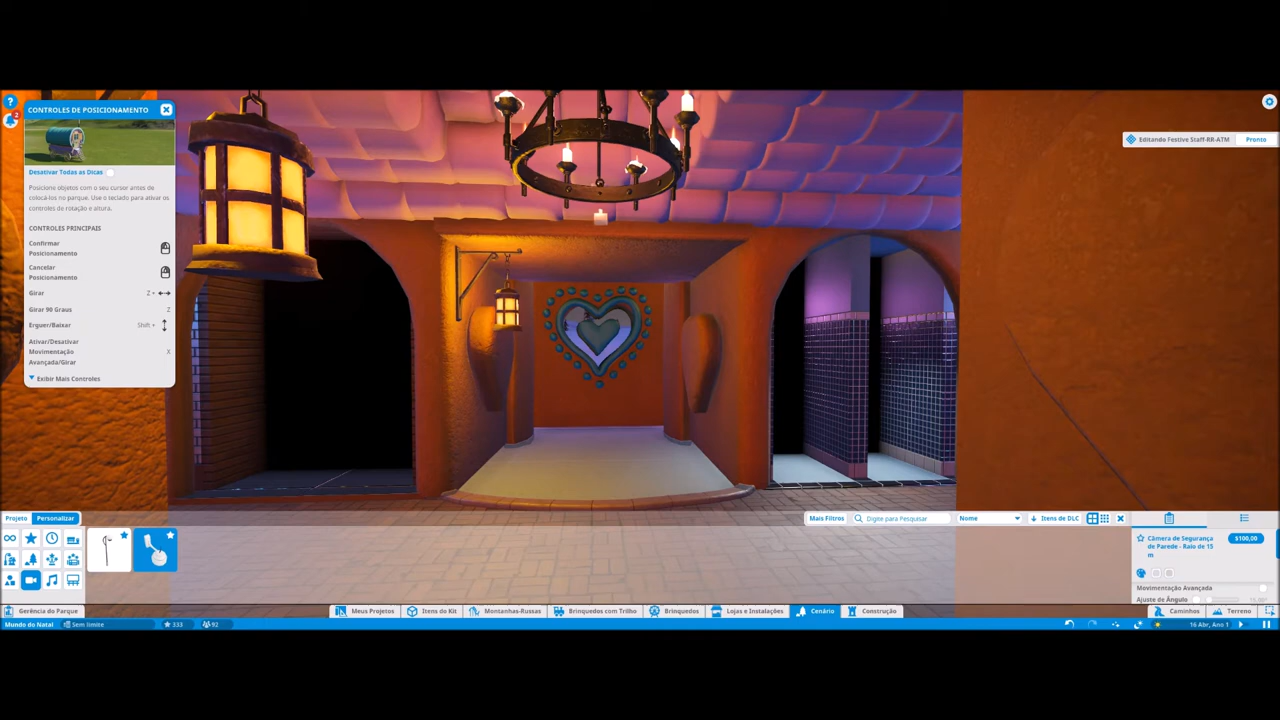 ?
2
CONTROLES DE POSICIONAMENTO
Desativar Todas as Dicas
Posicione objetos com o seu cursor antes de
colocá-los no parque. Use o teclado para ativar os
controles de rotação e altura.
CONTROLES PRINCIPAIS
Confirmar
Posicionamento
Cancelar
Posicionamento
Girar Z +
Girar 90 Graus Z
Erguer/Baixar Shift +
Ativar/Desativar
Movimentação X
Avançada/Girar
Exibir Mais Controles
Editando Festive Staff-RR-ATM Pronto
Projeto Personalizar
Mais Filtros Digite para Pesquisar Nome Itens de DLC
Câmera de Segurança
de Parede - Raio de 15
m
$100,00
Movimentação Avançada
Ajuste de Ângulo
Gerência do Parque Meus Projetos Itens do Kit Montanhas-Russas Brinquedos com Trilho Brinquedos Lojas e Instalações Cenário Construção Caminhos Terreno
Mundo do Natal Sem limite 333 92 16 Abr, Ano 1